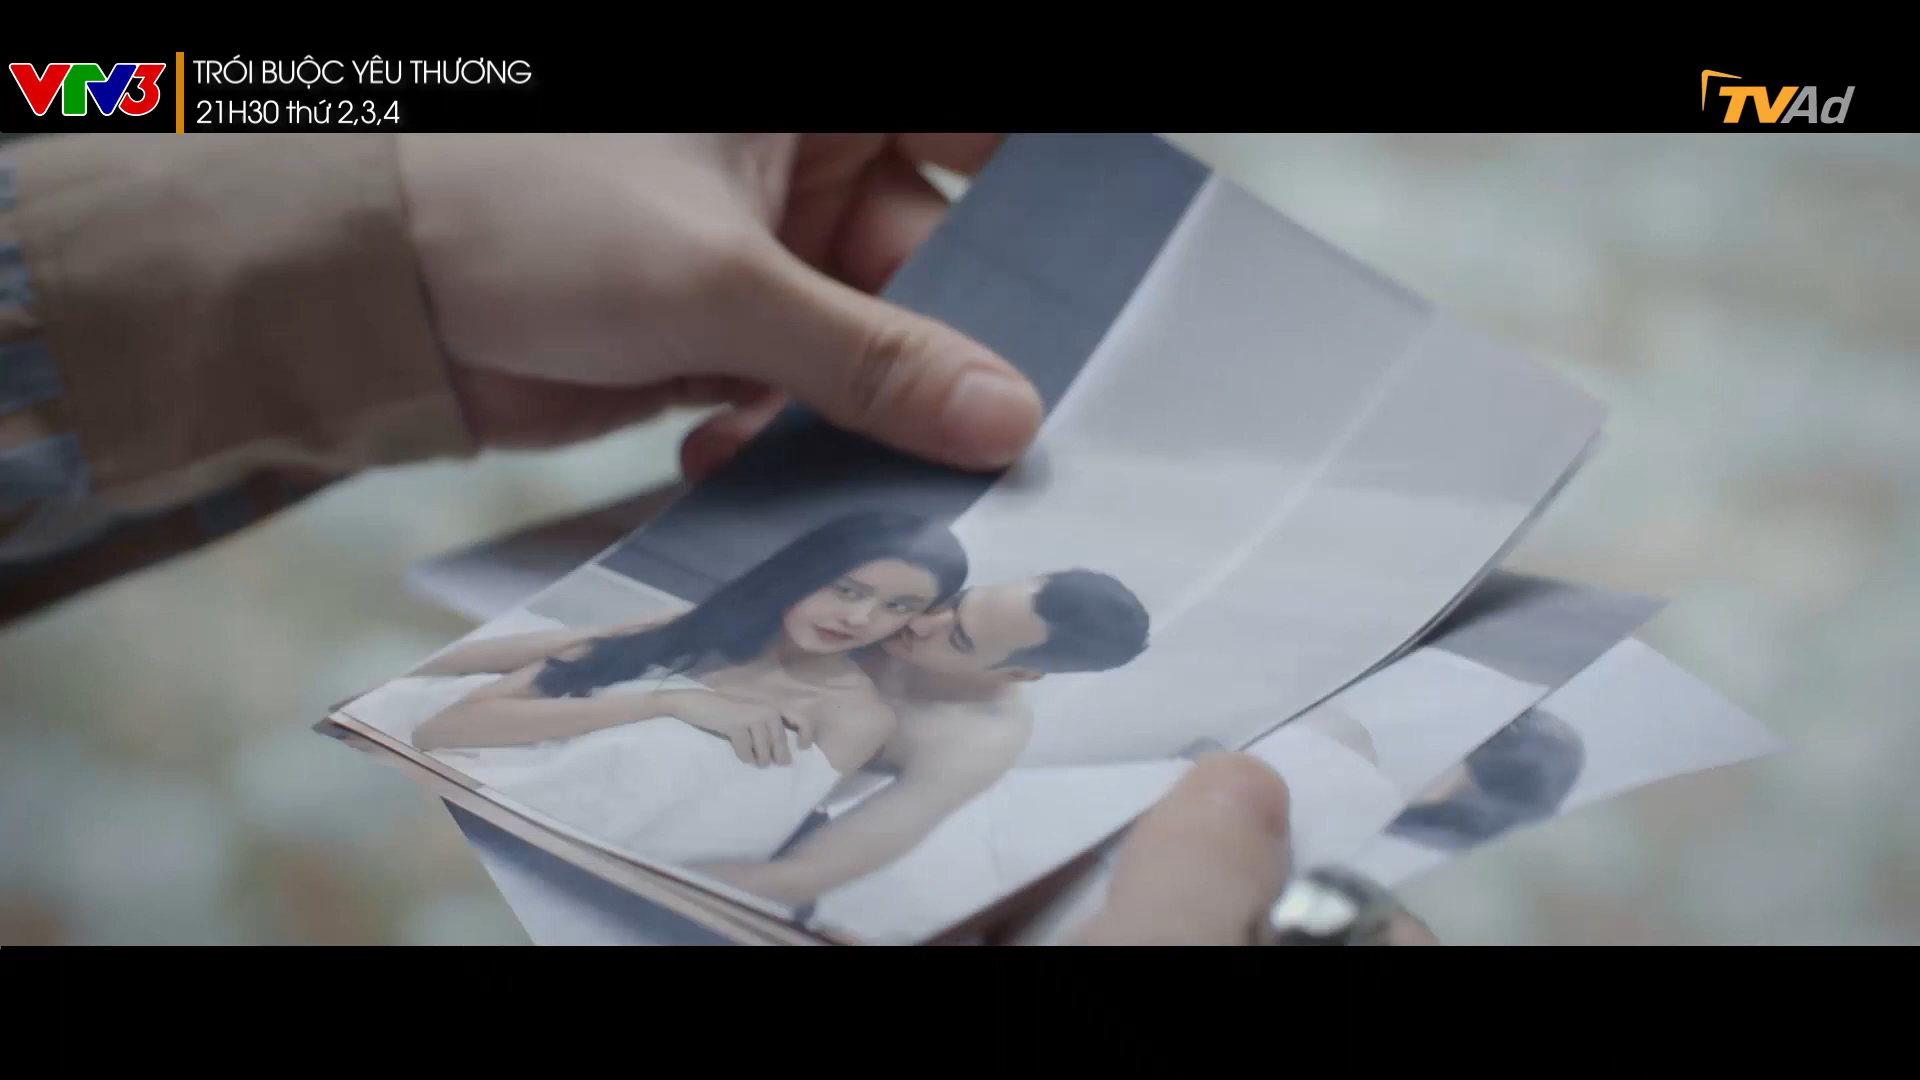 VTV3
TRÓI BUỘC YÊU THƯƠNG
21H30 thứ 2,3,4
TVAd